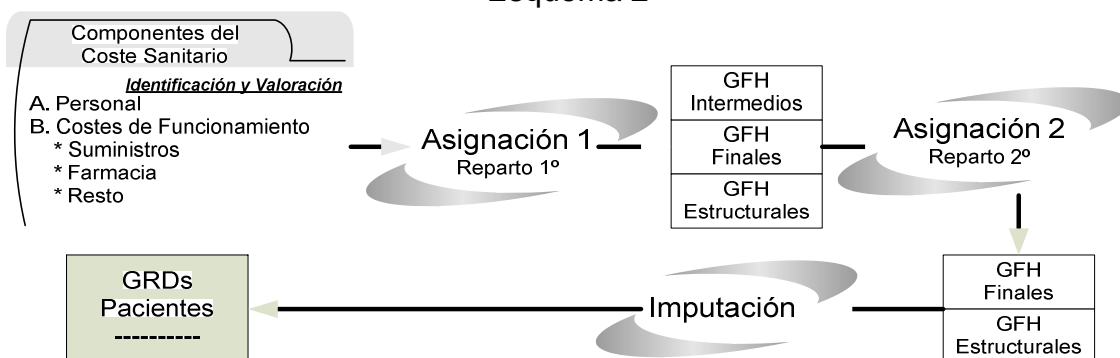 Componentes del
Coste Sanitario
Identificación y Valoración
A. Personal
B. Costes de Funcionamiento
* Suministros
* Farmacia
* Resto
Asignación 1
Reparto 1º
GFH
Intermedios
GFH
Finales
GFH
Estructurales
Asignación 2
Reparto 2º
GFH
Finales
GFH
Estructurales
Imputación
GRDs
Pacientes
----------